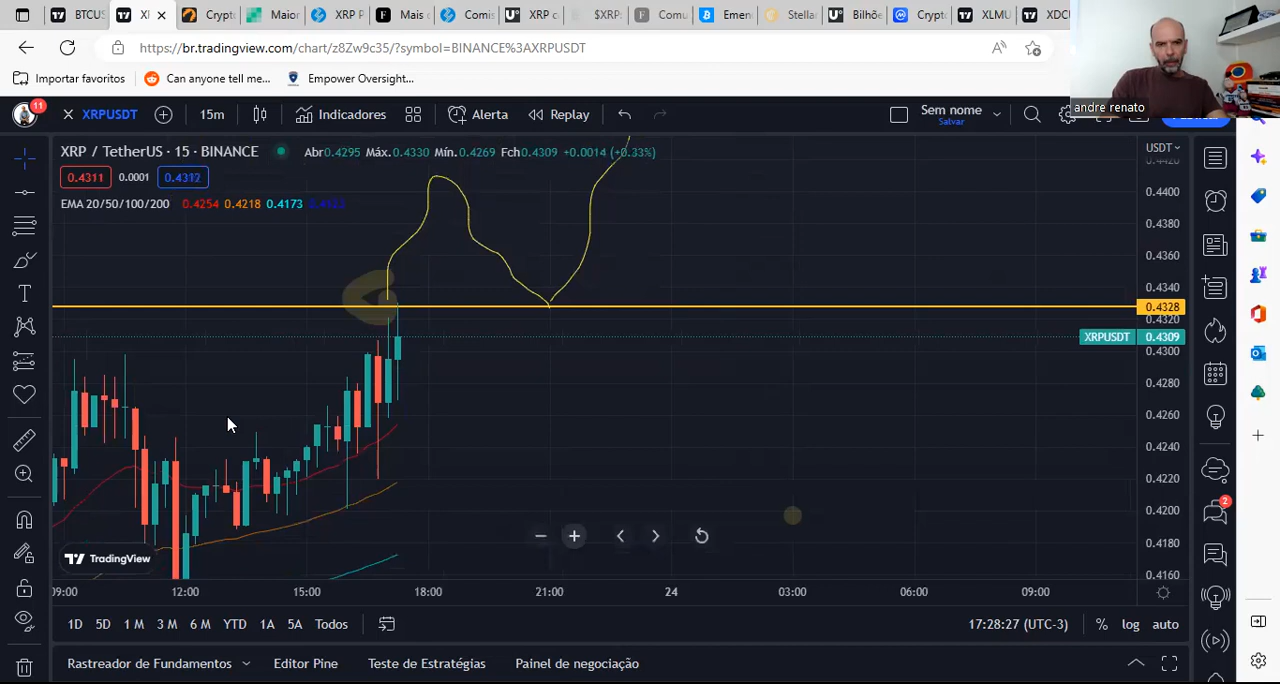 BTCUS
XI
Crypt
Maior
XRP P
Mais c
Comis
XRP c
$XRP:
Comu
Emen
Stella
Bilhõe
Crypt
XLMU
XDCU
https://br.tradingview.com/chart/z8Zw9c35/?symbol=BINANCE%3AXRPUSDT
Importar favoritos
Can anyone tell me...
Empower Oversight...
andre renato
11
XRPUSDT
15m
Indicadores
Alerta
Replay
Sem nome
Salvar
XRP / TetherUS · 15 · BINANCE
Abr0.4295 Máx.0.4330 Mín.0.4269 Fch0.4309 +0.0014 (+0.33%)
USDT
0.4420
0.4311 0.0001 0.4312
EMA 20/50/100/200 0.4254 0.4218 0.4173
0.4400
0.4380
0.4360
0.4340
0.4328
0.4320
XRPUSDT 0.4309
0.4300
0.4280
0.4260
0.4240
0.4220
0.4200
0.4180
0.4160
2
TradingView
09:00 12:00 15:00 18:00 21:00 24 03:00 06:00 09:00
1D 5D 1 M 3 M 6 M YTD 1A 5A Todos
17:28:27 (UTC-3) % log auto
Rastreador de Fundamentos Editor Pine Teste de Estratégias Painel de negociação